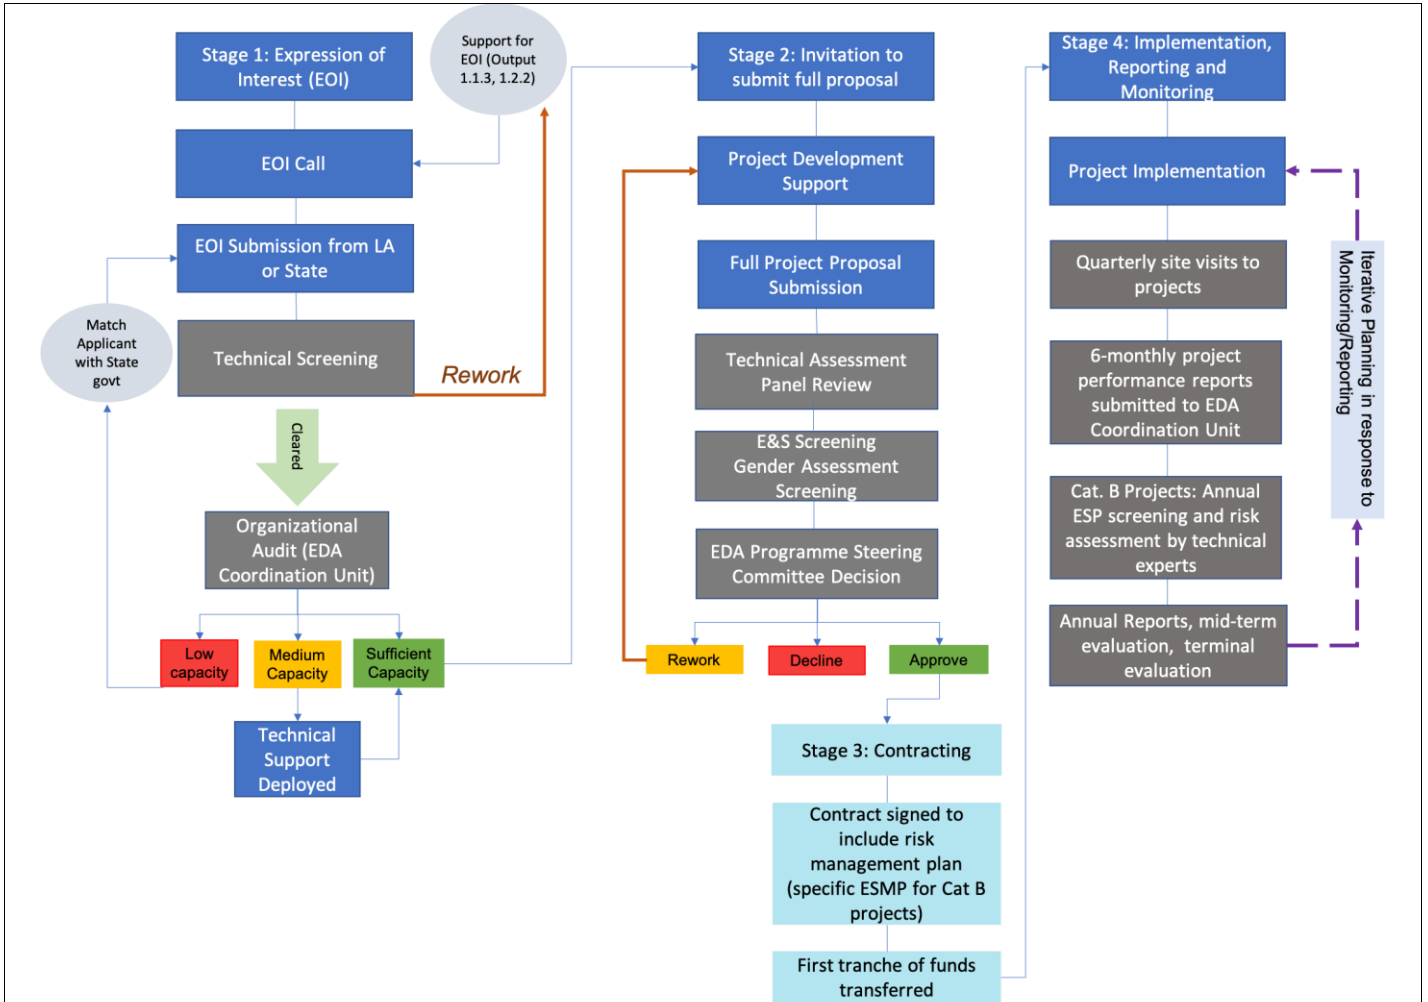 Stage 1: Expression of
Interest (EOI)
Support for
EOI (Output
1.1.3, 1.2.2)
EOI Call
EOI Submission from LA
or State
Match
Applicant
with State
govt
Technical Screening
Rework
Cleared
Organizational
Audit (EDA
Coordination Unit)
Low
capacity
Medium
Capacity
Sufficient
Capacity
Technical
Support
Deployed
Stage 2: Invitation to
submit full proposal
Project Development
Support
Full Project Proposal
Submission
Technical Assessment
Panel Review
E&S Screening
Gender Assessment
Screening
EDA Programme Steering
Committee Decision
Rework
Decline
Approve
Stage 3: Contracting
Contract signed to
include risk
management plan
(specific ESMP for Cat B
projects)
First tranche of funds
transferred
Stage 4: Implementation,
Reporting and
Monitoring
Project Implementation
Quarterly site visits to
projects
6-monthly project
performance reports
submitted to EDA
Coordination Unit
Cat. B Projects: Annual
ESP screening and risk
assessment by technical
experts
Annual Reports, mid-term
evaluation, terminal
evaluation
Iterative Planning in response to
Monitoring/Reporting